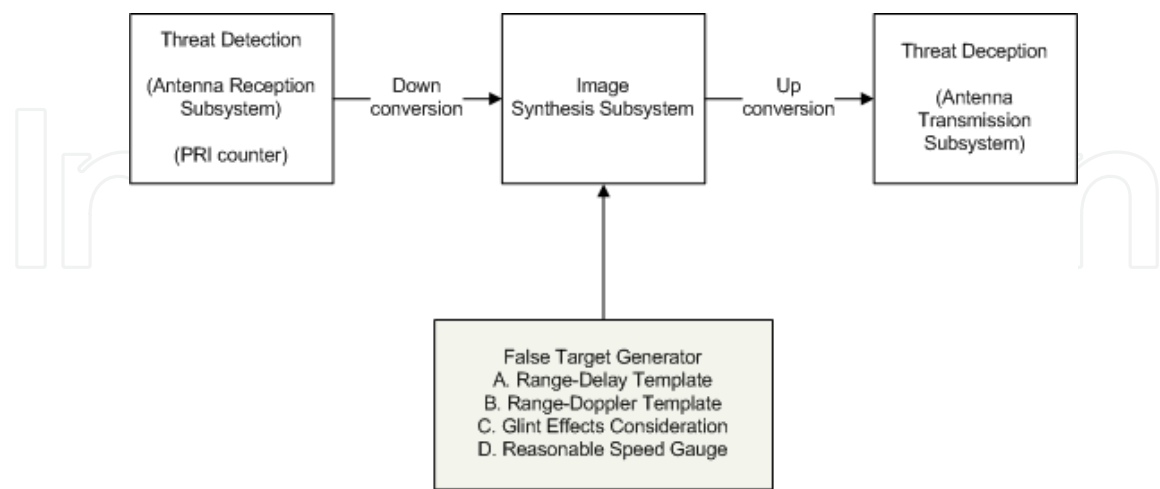 Threat Detection
(Antenna Reception
Subsystem)
(PRI counter)
Down
conversion
Image
Synthesis Subsystem
Up
conversion
Threat Deception
(Antenna
Transmission
Subsystem)
False Target Generator
A. Range-Delay Template
B. Range-Doppler Template
C. Glint Effects Consideration
D. Reasonable Speed Gauge